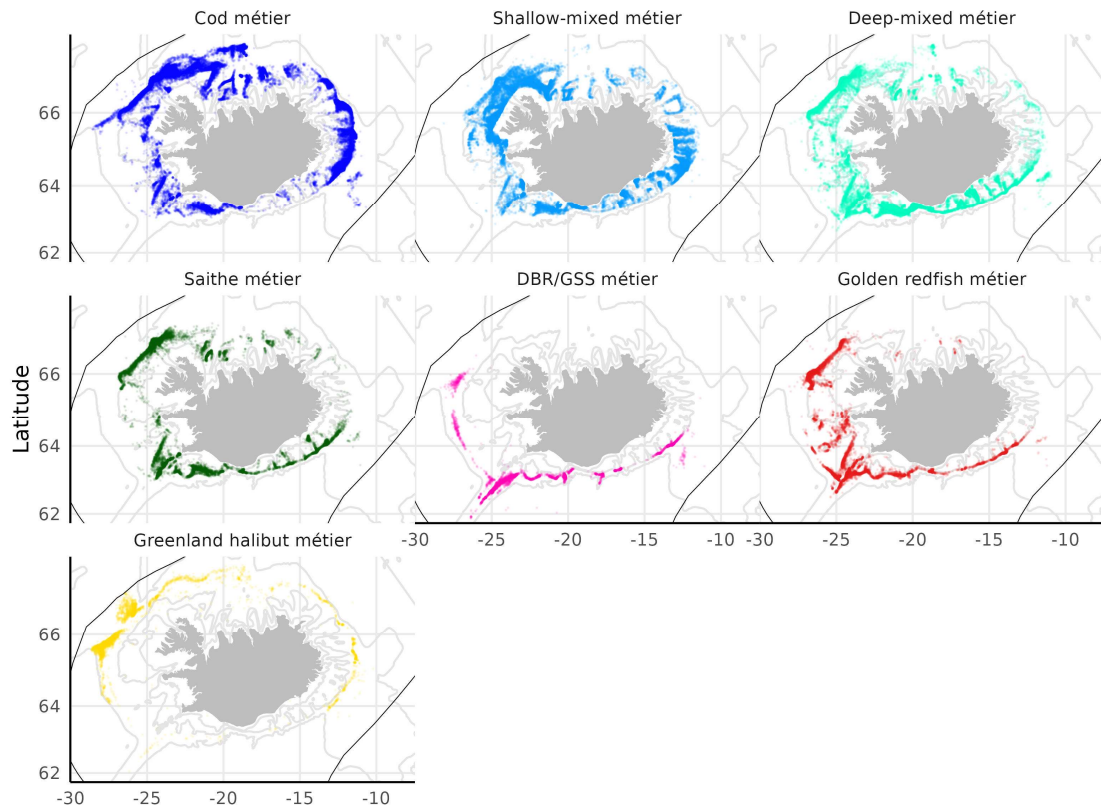 Cod métier Shallow-mixed métier Deep-mixed métier
66
64
62
Saithe métier DBR/GSS métier Golden redfish métier
Latitude
66
64
62
-30 -25 -20 -15 -10 -30 -25 -20 -15 -10
Greenland halibut métier
66
64
62
-30 -25 -20 -15 -10